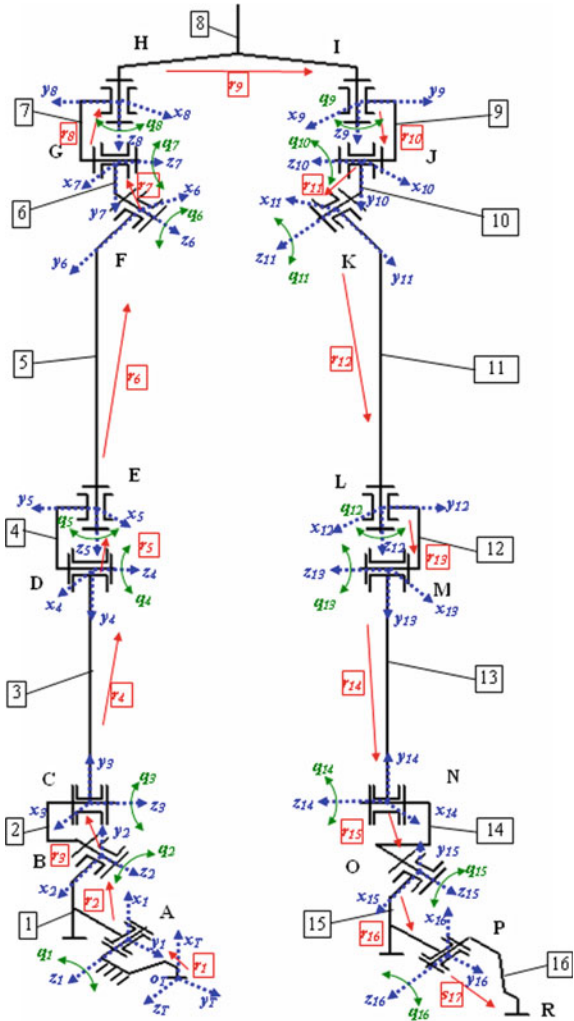 8
H I
r9
y8 y9
7 x8 x9 q9 9
r8 q8 z8 z9 r10
G q7 q10 J
z7 z10
x7 r7 x6 r11 x10
6 y7 x11 y10 10
q6
z6 z11
y6 F q11 K y11
5 r6 r12 11
E L
y5 y12
4 q5 x5 x12 q12 12
z5 r5 z4 z13 z12 r13
D x4 q4 q13 M x13
y4 y13
3 r4 r14 13
y3 y14
C q3 q14 N
x3 z3 z14 x14
2 y2 r15 14
B r3 q2 O y15 q15
x2 z2 x15 z15
1 r2 x1 A 15 x16 P
r16
q1 y1 xT r1 y16 16
z1 oT z16 s17
zT yT q16 R